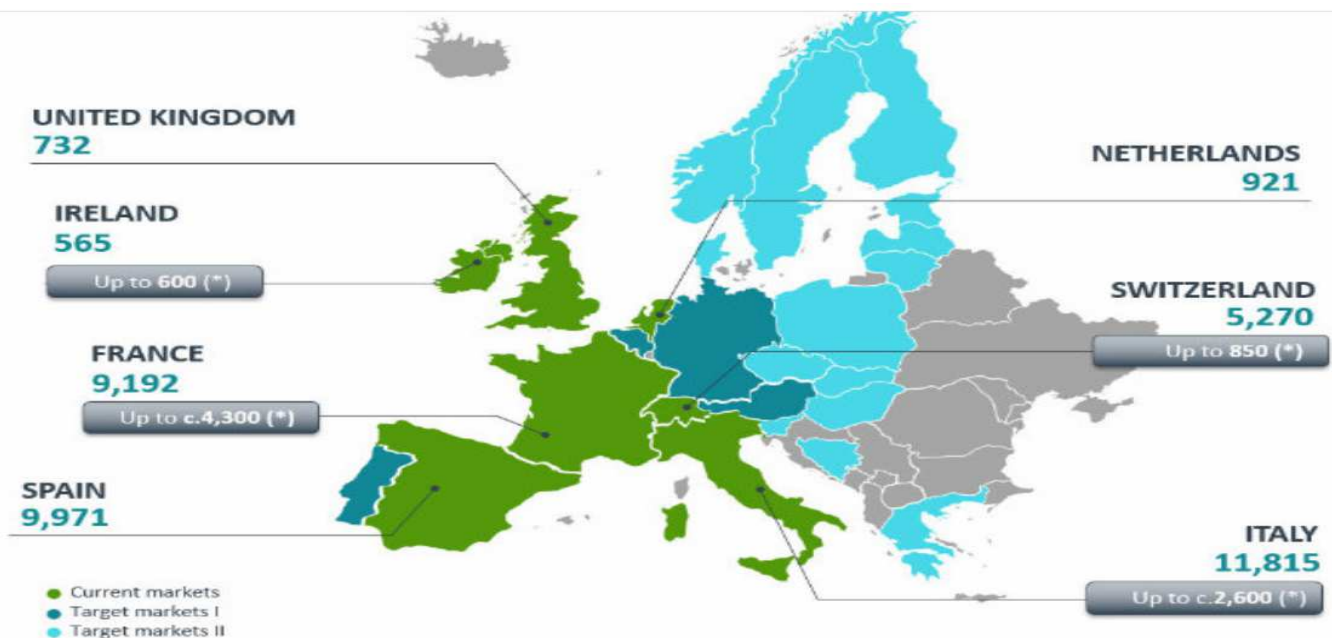 UNITED KINGDOM
732
IRELAND
565
Up to 600 (*)
FRANCE
9,192
Up to c.4,300 (*)
SPAIN
9,971
NETHERLANDS
921
SWITZERLAND
5,270
Up to 850 (*)
ITALY
11,815
Up to c.2,600 (*)
Current markets
Target markets I
Target markets II